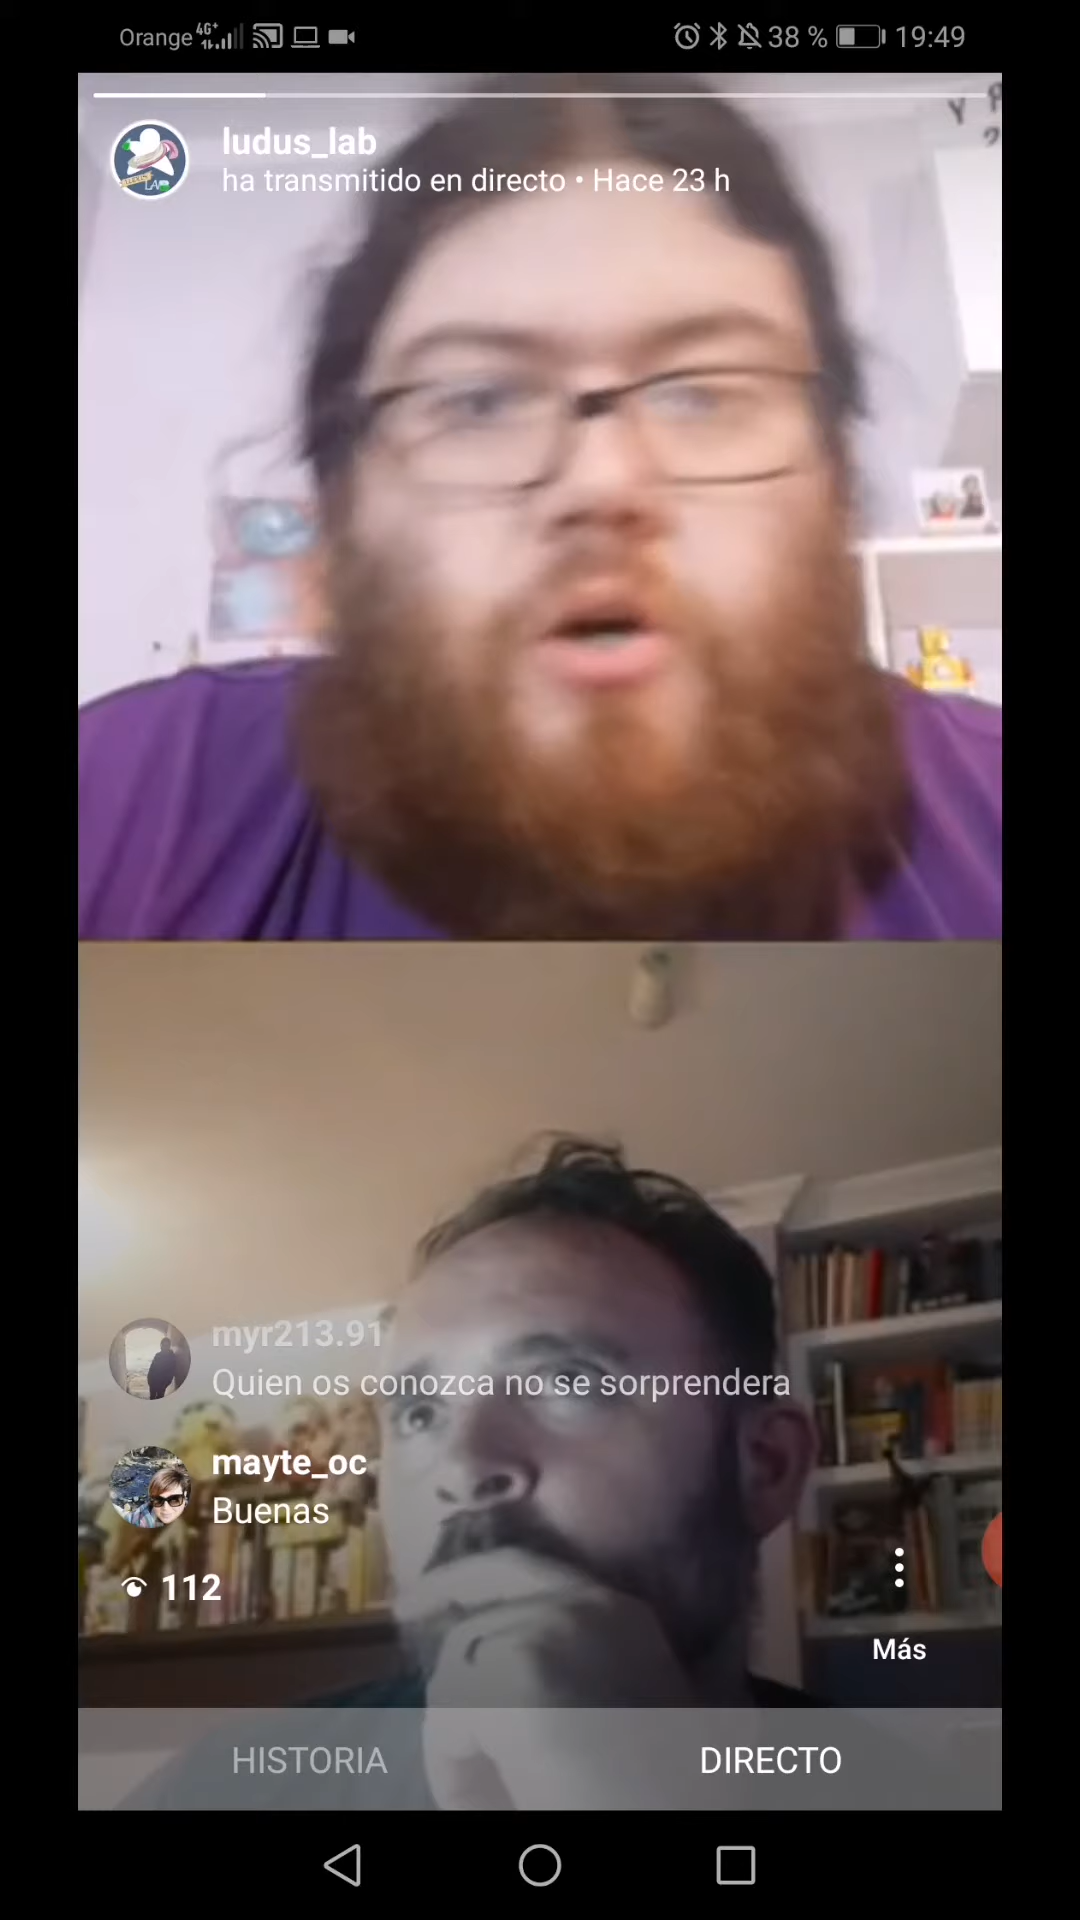 Orange 4G+ 38 % 19:49
ludus_lab
ha transmitido en directo • Hace 23 h
myr213.91
Quien os conozca no se sorprendera
mayte_oc
Buenas
112
Más
HISTORIA DIRECTO